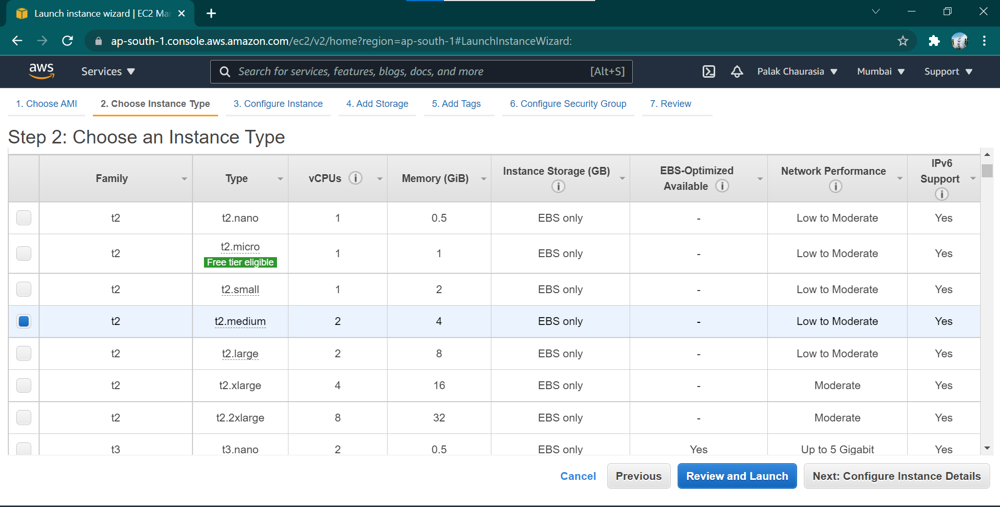 Launch instance wizard | EC2 Mar
ap-south-1.console.aws.amazon.com/ec2/v2/home?region=ap-south-1#LaunchInstanceWizard:
aws Services Search for services, features, blogs, docs, and more [Alt+S] Palak Chaurasia Mumbai Support
1. Choose AMI 2. Choose Instance Type 3. Configure Instance 4. Add Storage 5. Add Tags 6. Configure Security Group 7. Review
Step 2: Choose an Instance Type
Family Type vCPUs Memory (GiB) Instance Storage (GB) EBS-Optimized Available Network Performance IPv6 Support
t2 t2.nano 1 0.5 EBS only - Low to Moderate Yes
t2 t2.micro Free tier eligible 1 1 EBS only - Low to Moderate Yes
t2 t2.small 1 2 EBS only - Low to Moderate Yes
t2 t2.medium 2 4 EBS only - Low to Moderate Yes
t2 t2.large 2 8 EBS only - Low to Moderate Yes
t2 t2.xlarge 4 16 EBS only - Moderate Yes
t2 t2.2xlarge 8 32 EBS only - Moderate Yes
t3 t3.nano 2 0.5 EBS only Yes Up to 5 Gigabit Yes
Cancel Previous Review and Launch Next: Configure Instance Details